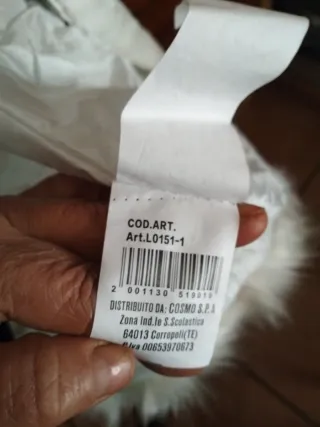 COD.ART.
Art.L0151-1
2 001130 519919
DISTRIBUITO DA: COSMO S.P.A
Zona Ind.le S.Scolastica
64013 Corropoli(TE)
P.Iva 00653970673